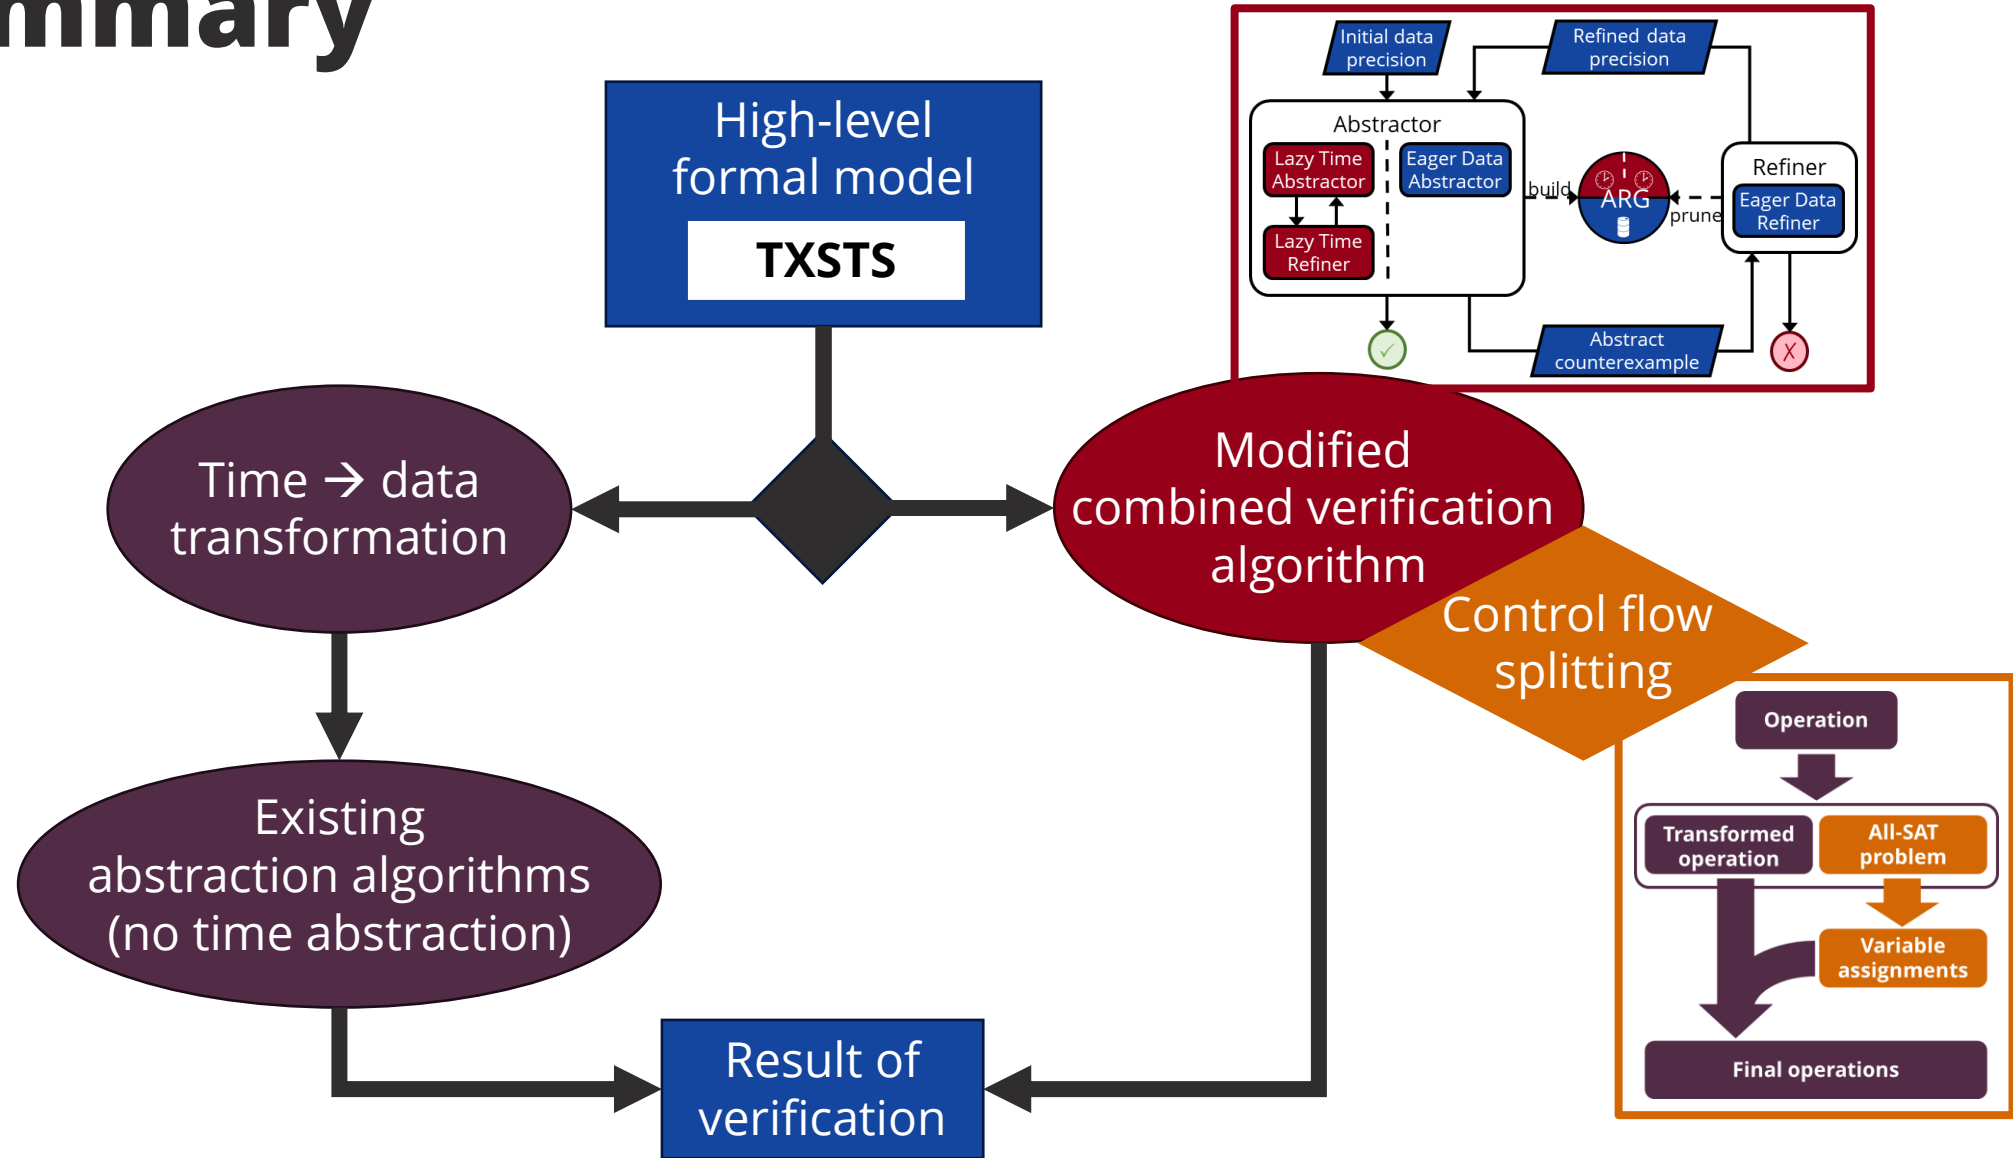 mmary
High-level
formal model
TXSTS
Initial data
precision
Refined data
precision
Abstractor
Lazy Time
Abstractor
Eager Data
Abstractor
Lazy Time
Refiner
build
ARG
prune
Refiner
Eager Data
Refiner
✓
Abstract
counterexample
X
Time → data
transformation
Modified
combined verification
algorithm
Control flow
splitting
Existing
abstraction algorithms
(no time abstraction)
Operation
Transformed
operation
All-SAT
problem
Variable
assignments
Final operations
Result of
verification